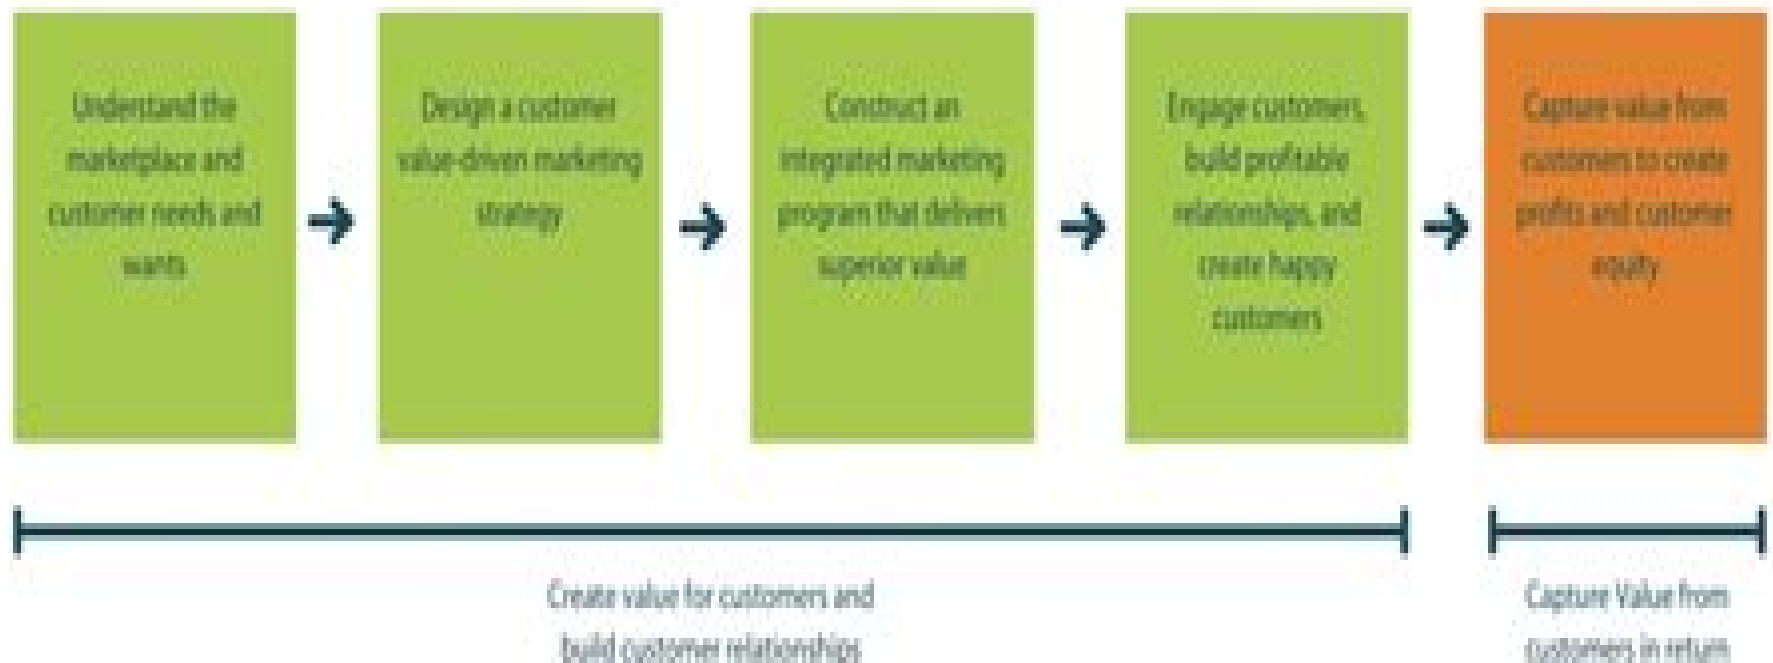 Understand the
marketplace and
customer needs and
wants
Design a customer
value-driven marketing
strategy
Construct an
integrated marketing
program that delivers
superior value
Engage customers,
build profitable
relationships, and
create happy
customers
Capture value from
customers to create
profits and customer
equity
Create value for customers and
build customer relationships
Capture Value from
customers in return